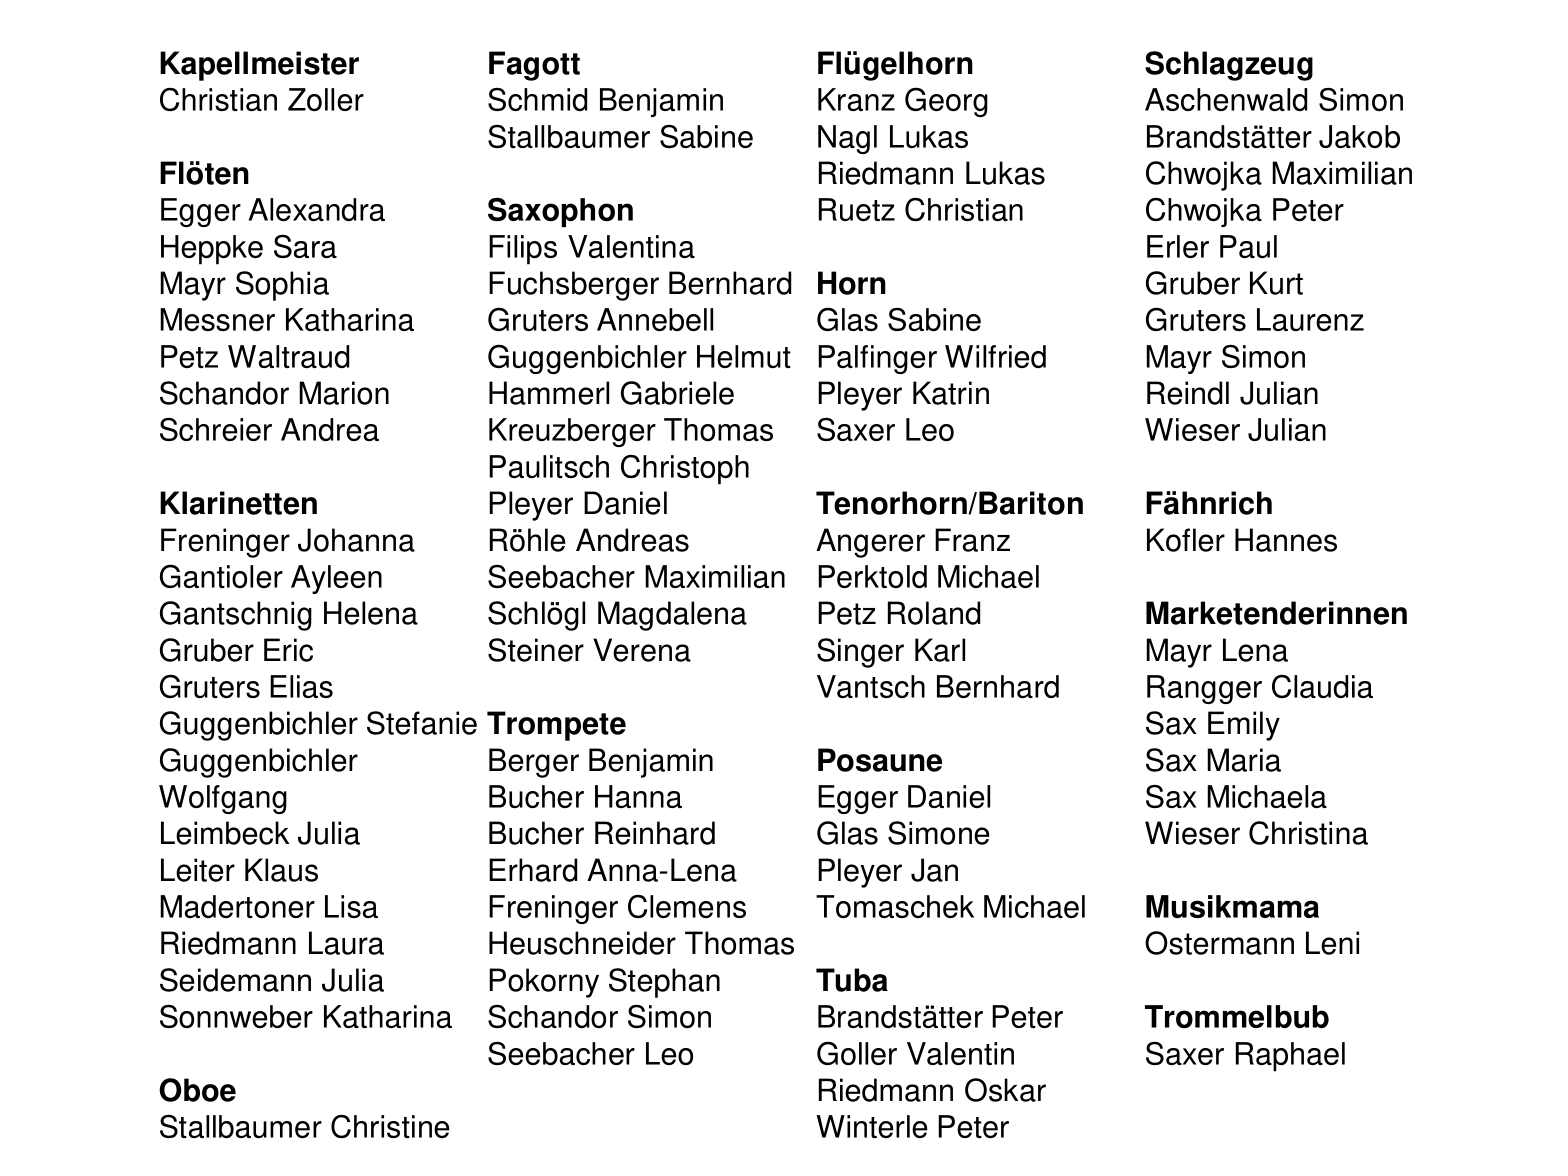 Kapellmeister
Christian Zoller
Flöten
Egger Alexandra
Heppke Sara
Mayr Sophia
Messner Katharina
Petz Waltraud
Schandor Marion
Schreier Andrea
Klarinetten
Freninger Johanna
Gantioler Ayleen
Gantschnig Helena
Gruber Eric
Gruters Elias
Guggenbichler Stefanie
Guggenbichler
Wolfgang
Leimbeck Julia
Leiter Klaus
Madertoner Lisa
Riedmann Laura
Seidemann Julia
Sonnweber Katharina
Oboe
Stallbaumer Christine
Fagott
Schmid Benjamin
Stallbaumer Sabine
Saxophon
Filips Valentina
Fuchsberger Bernhard
Gruters Annebell
Guggenbichler Helmut
Hammerl Gabriele
Kreuzberger Thomas
Paulitsch Christoph
Pleyer Daniel
Röhle Andreas
Seebacher Maximilian
Schlögl Magdalena
Steiner Verena
Trompete
Berger Benjamin
Bucher Hanna
Bucher Reinhard
Erhard Anna-Lena
Freninger Clemens
Heuschneider Thomas
Pokorny Stephan
Schandor Simon
Seebacher Leo
Flügelhorn
Kranz Georg
Nagl Lukas
Riedmann Lukas
Ruetz Christian
Horn
Glas Sabine
Palfinger Wilfried
Pleyer Katrin
Saxer Leo
Tenorhorn/Bariton
Angerer Franz
Perktold Michael
Petz Roland
Singer Karl
Vantsch Bernhard
Posaune
Egger Daniel
Glas Simone
Pleyer Jan
Tomaschek Michael
Tuba
Brandstätter Peter
Goller Valentin
Riedmann Oskar
Winterle Peter
Schlagzeug
Aschenwald Simon
Brandstätter Jakob
Chwojka Maximilian
Chwojka Peter
Erler Paul
Gruber Kurt
Gruters Laurenz
Mayr Simon
Reindl Julian
Wieser Julian
Fähnrich
Kofler Hannes
Marketenderinnen
Mayr Lena
Rangger Claudia
Sax Emily
Sax Maria
Sax Michaela
Wieser Christina
Musikmama
Ostermann Leni
Trommelbub
Saxer Raphael